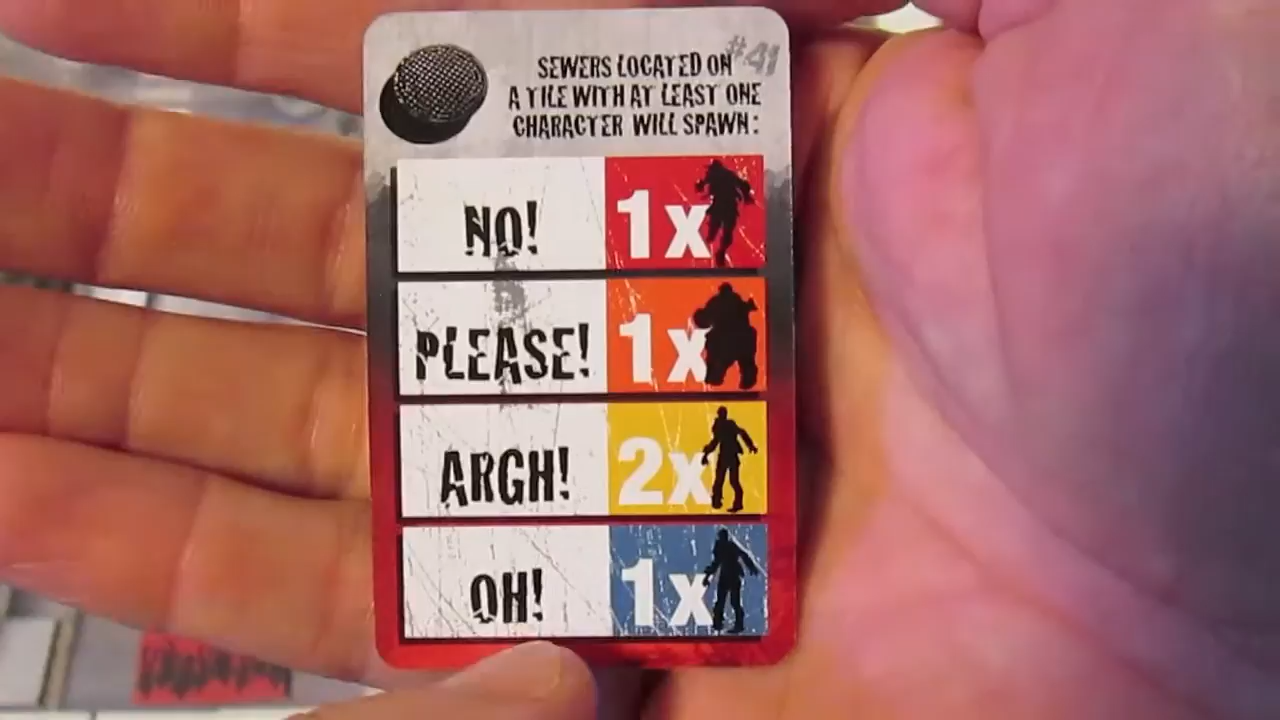 #41
SEWERS LOCATED ON
A TILE WITH AT LEAST ONE
CHARACTER WILL SPAWN:
NO! 1x
PLEASE! 1x
ARGH! 2x
OH! 1x